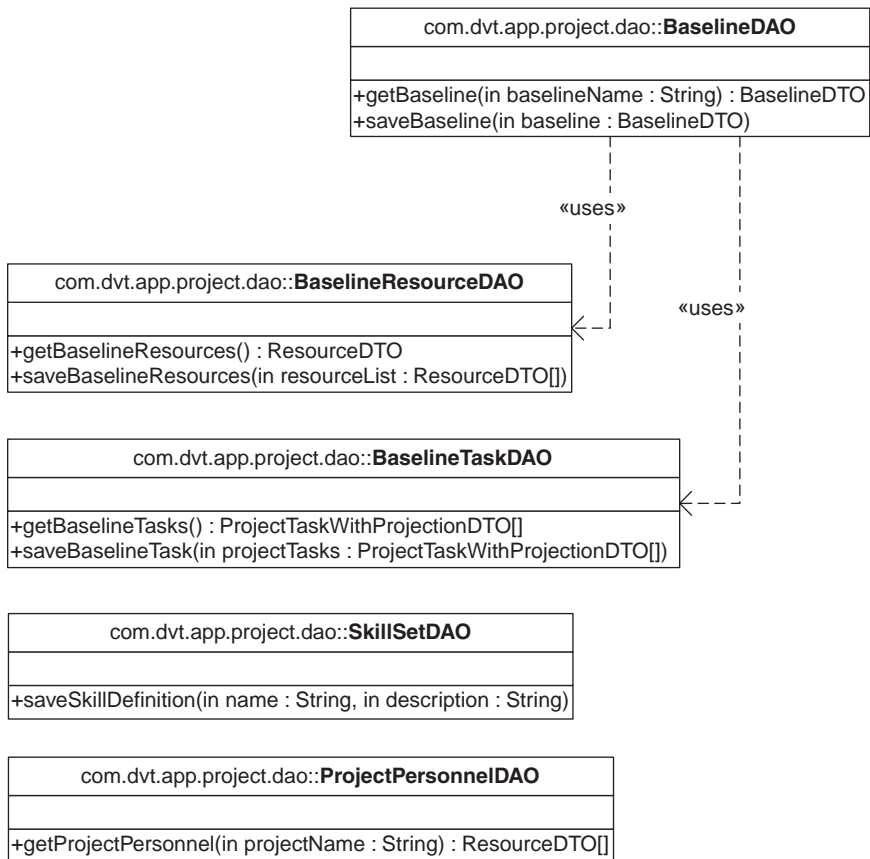 com.dvt.app.project.dao::BaselineDAO
+getBaseline(in baselineName : String) : BaselineDTO
+saveBaseline(in baseline : BaselineDTO)
«uses»
com.dvt.app.project.dao::BaselineResourceDAO
«uses»
+getBaselineResources() : ResourceDTO
+saveBaselineResources(in resourceList : ResourceDTO[])
com.dvt.app.project.dao::BaselineTaskDAO
+getBaselineTasks() : ProjectTaskWithProjectionDTO[]
+saveBaselineTask(in projectTasks : ProjectTaskWithProjectionDTO[])
com.dvt.app.project.dao::SkillSetDAO
+saveSkillDefinition(in name : String, in description : String)
com.dvt.app.project.dao::ProjectPersonnelDAO
+getProjectPersonnel(in projectName : String) : ResourceDTO[]